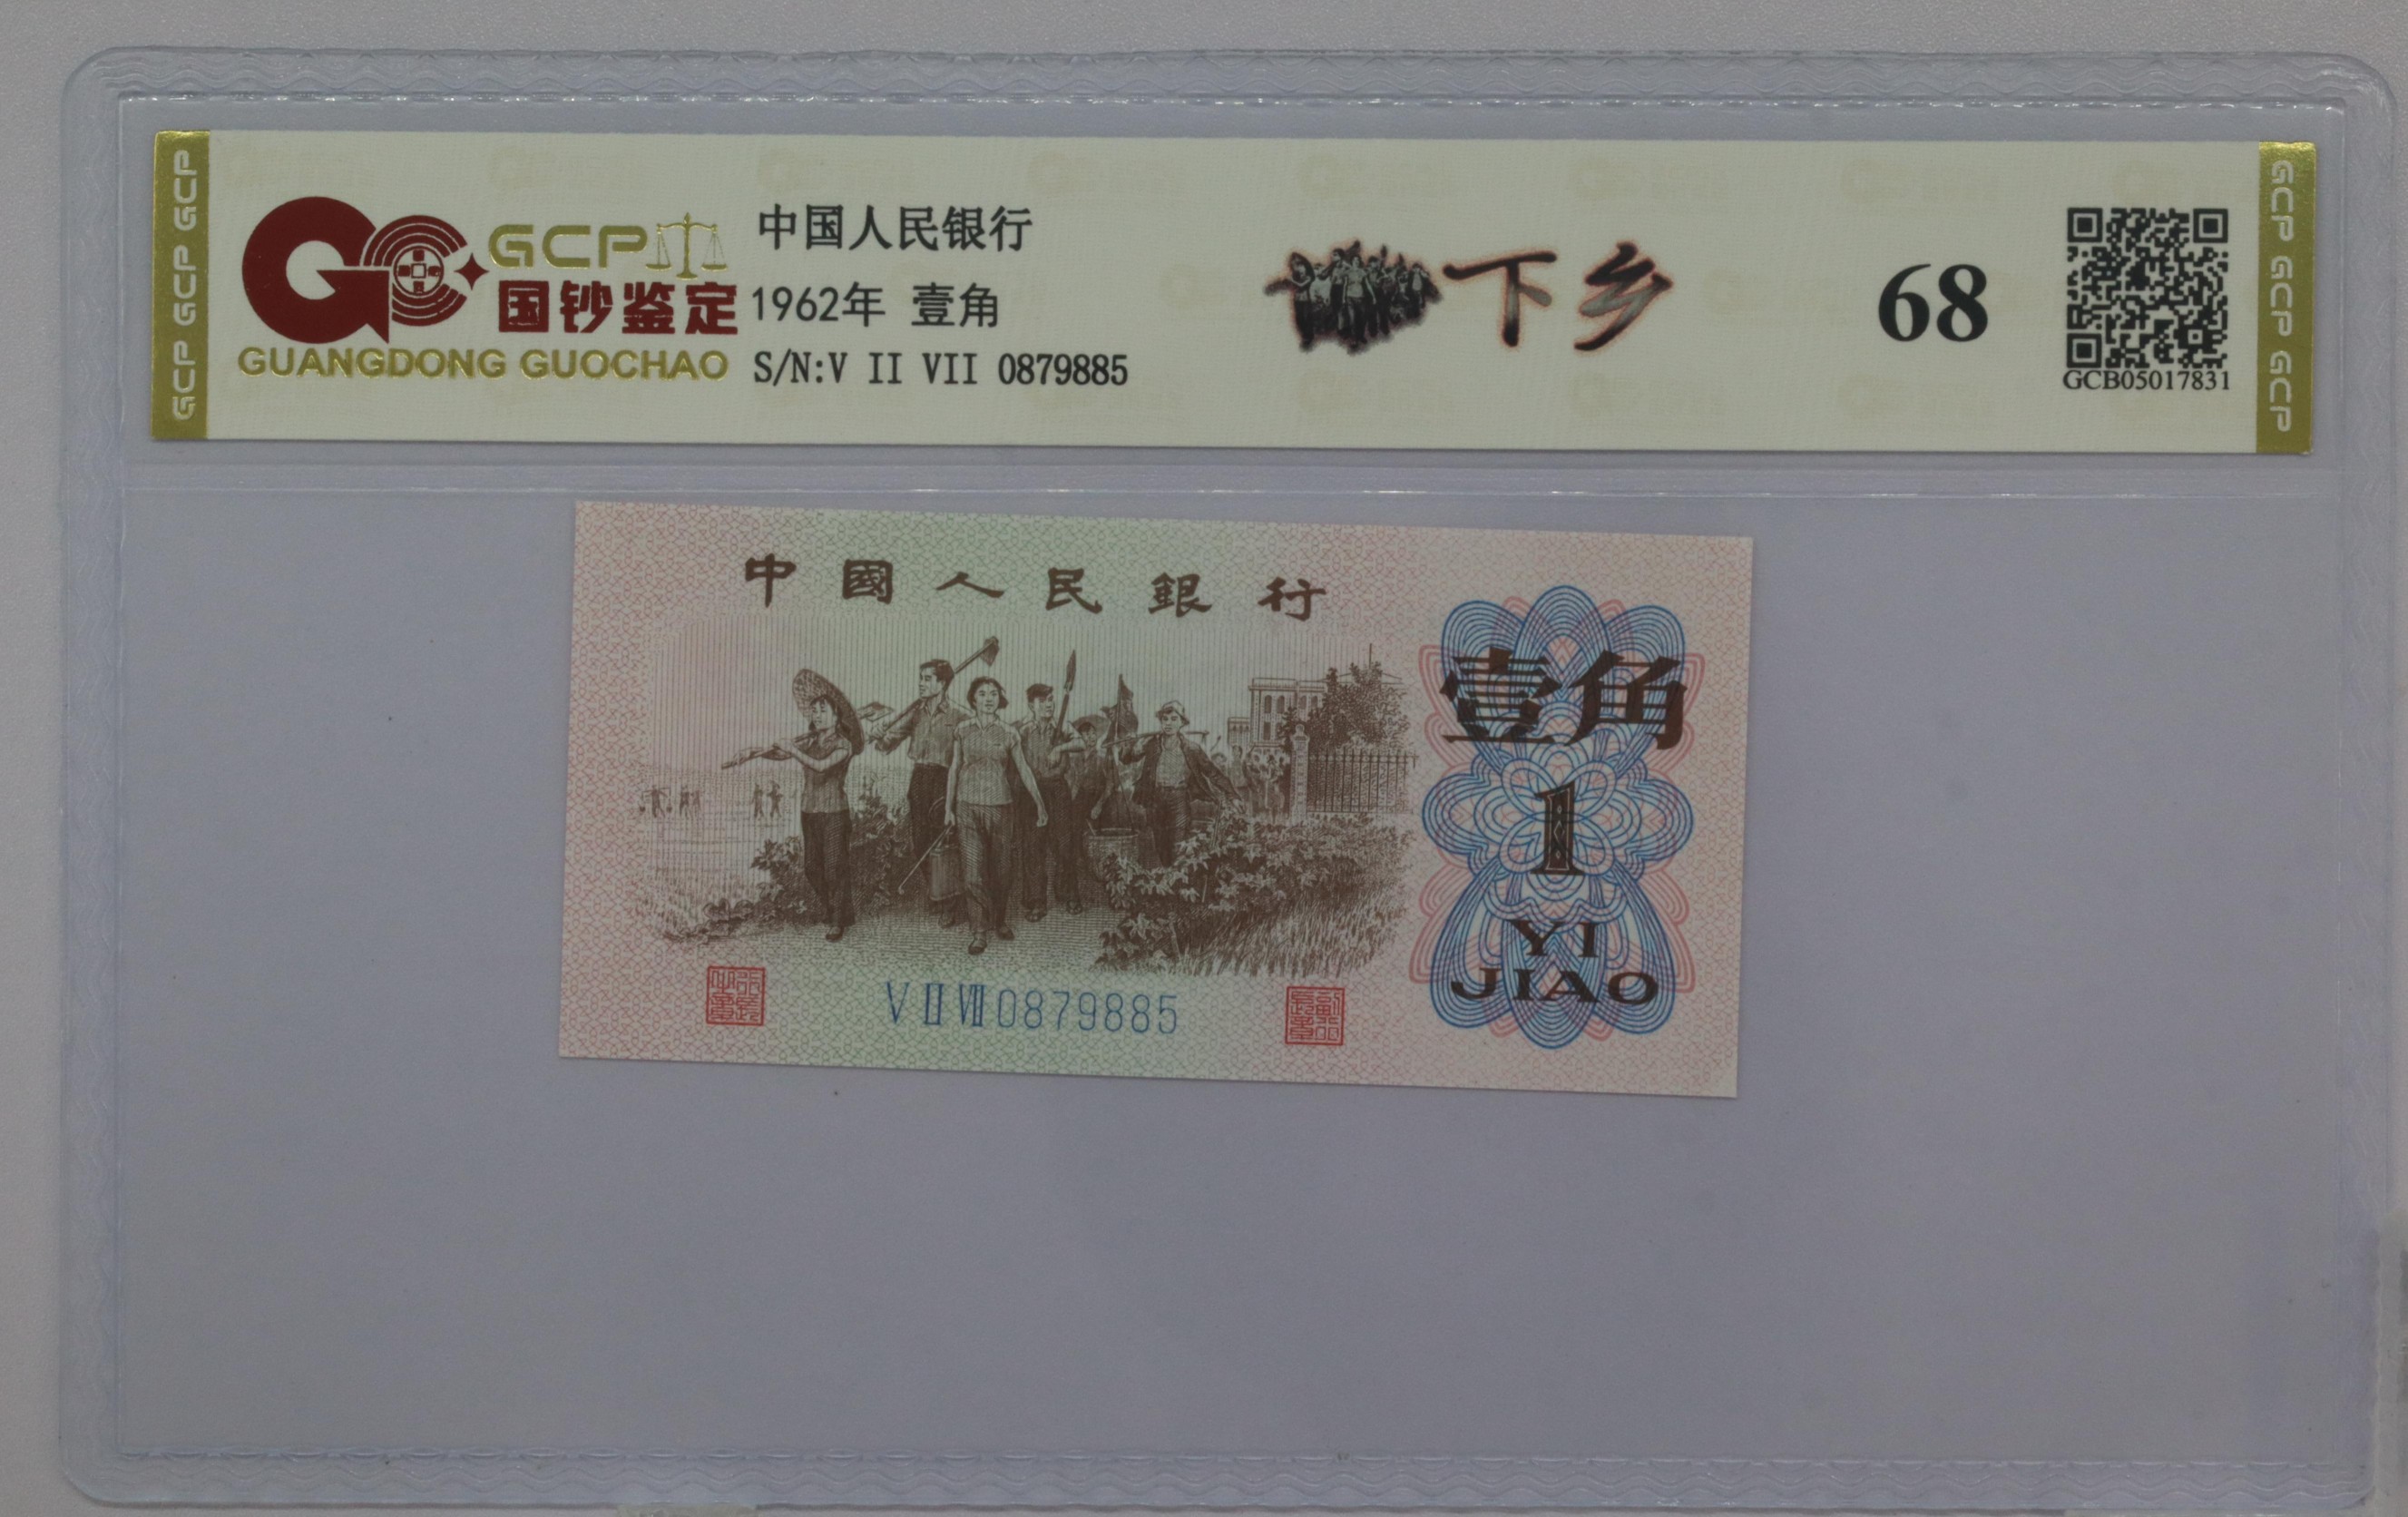 GCP GCP GCP
GCP
国钞鉴定
GUANGDONG GUOCHAO
中国人民银行
1962年 壹角
S/N:V II VII 0879885
下乡
68
GCB05017831
GCP GCP GCP
中國人民銀行
壹角
1
YI
JIAO
V II VII 0879885